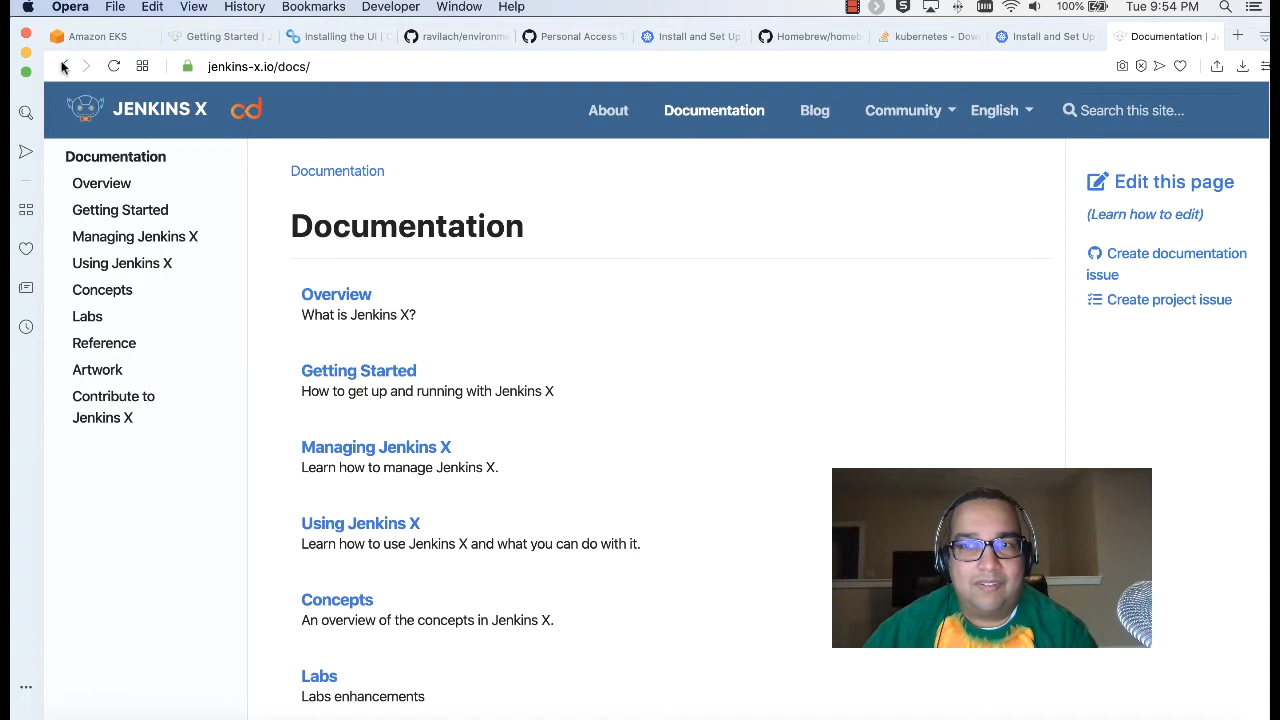 Opera File Edit View History Bookmarks Developer Window Help 100% Tue 9:54 PM
Amazon EKS Getting Started | J Installing the UI | C ravilach/environme Personal Access T Install and Set Up Homebrew/homeb kubernetes - Down Install and Set Up Documentation | J
jenkins-x.io/docs/
JENKINS X cd About Documentation Blog Community English Search this site...
Documentation
Overview
Getting Started
Managing Jenkins X
Using Jenkins X
Concepts
Labs
Reference
Artwork
Contribute to
Jenkins X
Documentation
Documentation
Overview
What is Jenkins X?
Getting Started
How to get up and running with Jenkins X
Managing Jenkins X
Learn how to manage Jenkins X.
Using Jenkins X
Learn how to use Jenkins X and what you can do with it.
Concepts
An overview of the concepts in Jenkins X.
Labs
Labs enhancements
Edit this page
(Learn how to edit)
Create documentation
issue
Create project issue